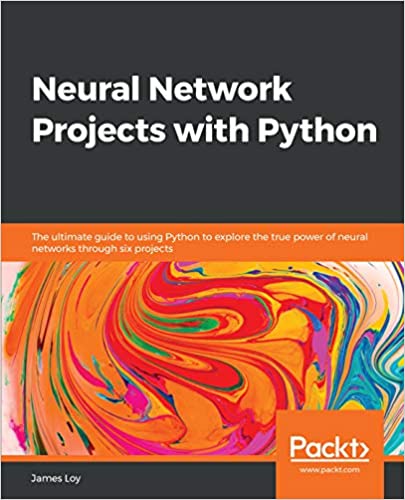 Neural Network
Projects with Python
The ultimate guide to using Python to explore the true power of neural
networks through six projects
Packt>
www.packt.com
James Loy